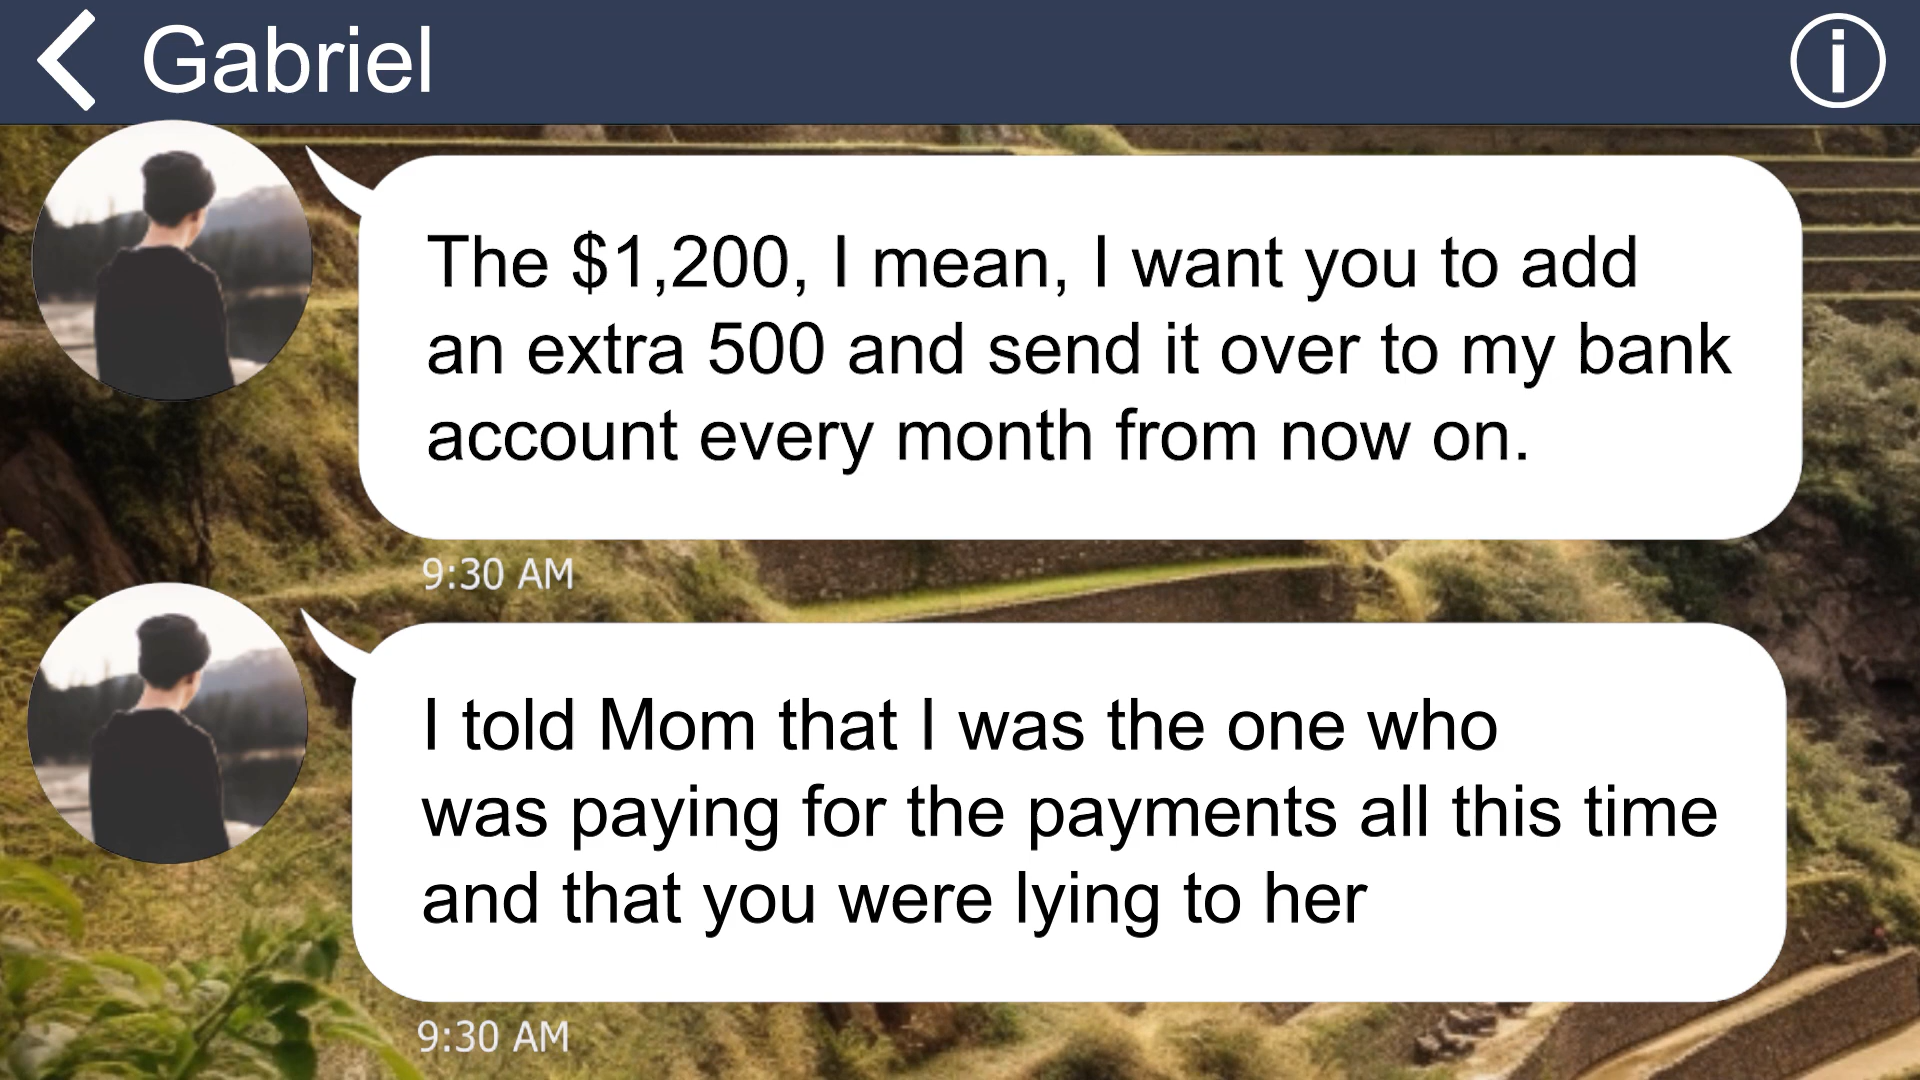 Gabriel
The $1,200, I mean, I want you to add
an extra 500 and send it over to my bank
account every month from now on.
9:30 AM
I told Mom that I was the one who
was paying for the payments all this time
and that you were lying to her
9:30 AM